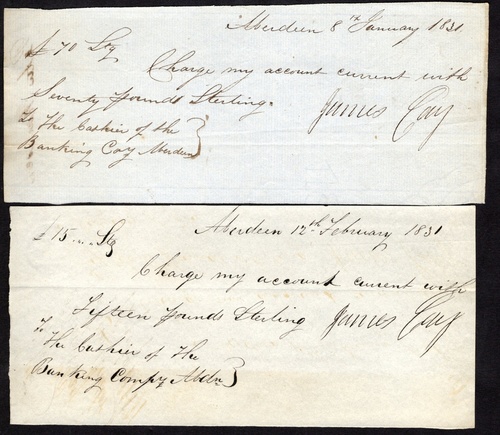 Aberdeen 8th January 1831
£70 Stg
Charge my account current with
Seventy pounds Sterling.
James Cay
To The Cashier of the
Banking Coy Aberdeen
Aberdeen 12th February 1831
£15 .. .. Stg
Charge my account current with
Fifteen pounds Sterling James Cay
To
The Cashier of The
Banking Compy Abdn